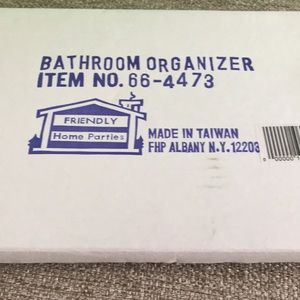 BATHROOM ORGANIZER
ITEM NO. 66-4473
FRIENDLY
Home Parties
MADE IN TAIWAN
FHP ALBANY N.Y. 12203